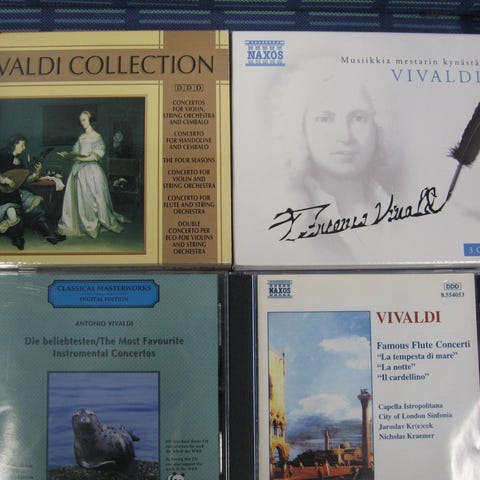 VALDI COLLECTION
DDD
CONCERTOS
FOR VIOLIN,
STRING ORCHESTRA
AND CEMBALO
CONCERTO
FOR MANDOLINE
AND CEMBALO
THE FOUR SEASONS
CONCERTO FOR
VIOLIN AND
STRING ORCHESTRA
CONCERTO FOR
FLUTE AND STRING
ORCHESTRA
DOUBLE
CONCERTO PER
ECO FOR VIOLINS
AND STRING
ORCHESTRA
NAXOS
Musiikkia mestarin kynästä
VIVALDI
Antonio Vivaldi
3 C
CLASSICAL MASTERWORKS
DIGITAL EDITION
ANTONIO VIVALDI
Die beliebtesten/The Most Favourite
Instrumental Concertos
NAXOS
DDD
8.554053
VIVALDI
Famous Flute Concerti
"La tempesta di mare"
"La notte"
"Il cardellino"
Capella Istropolitana
City of London Sinfonia
Jaroslav Kr(e)cek
Nicholas Kraemer